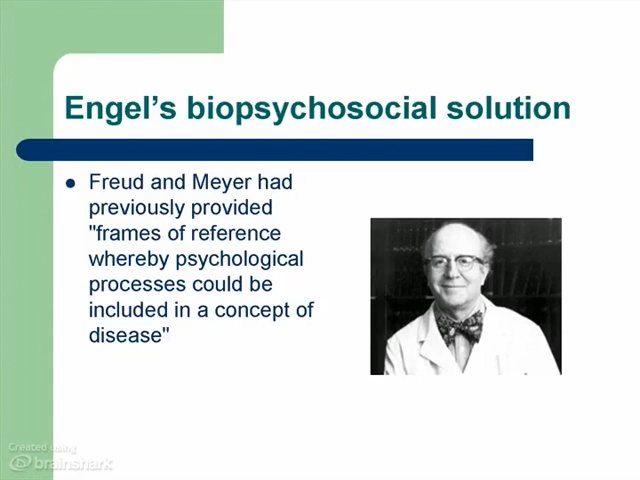 Engel's biopsychosocial solution
Freud and Meyer had
previously provided
"frames of reference
whereby psychological
processes could be
included in a concept of
disease"
Created using
brainshark